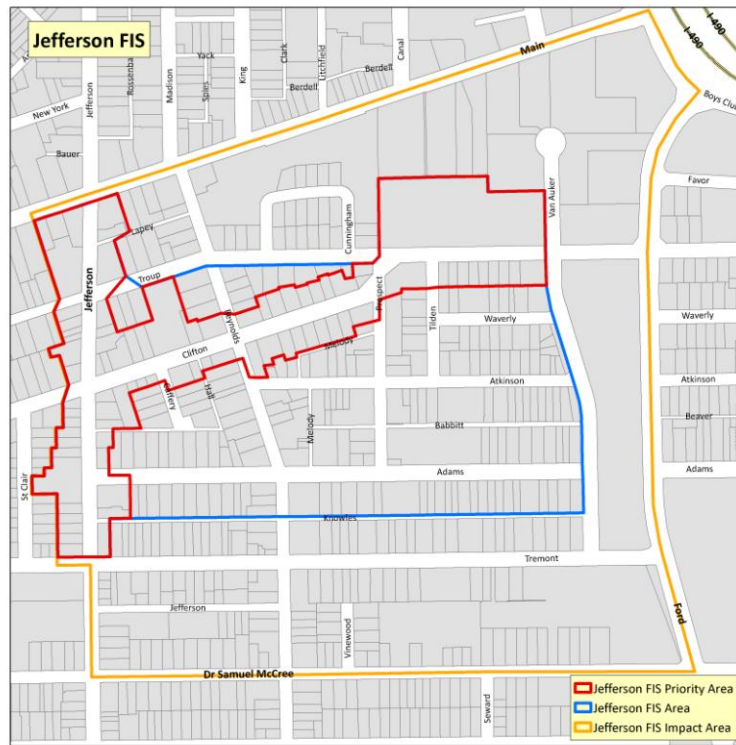 Jefferson FIS
I-490
I-490
Main
Canal
Clark
Litchfield
Berdell
Berdell
King
Yack
Spies
Madison
Jefferson
New York
Bauer
Boys Club
Favor
Van Auker
Lapey
Cunningham
Troup
Jefferson
Prospect
Reynolds
Tilden
Waverly
Waverly
Clifton
Melody
Atkinson
Atkinson
Caffery
Hall
Melody
Babbitt
Beaver
Adams
Adams
St Clair
Knowles
Tremont
Jefferson
Vinewood
Ford
Dr Samuel McCree
Seward
Jefferson FIS Priority Area
Jefferson FIS Area
Jefferson FIS Impact Area